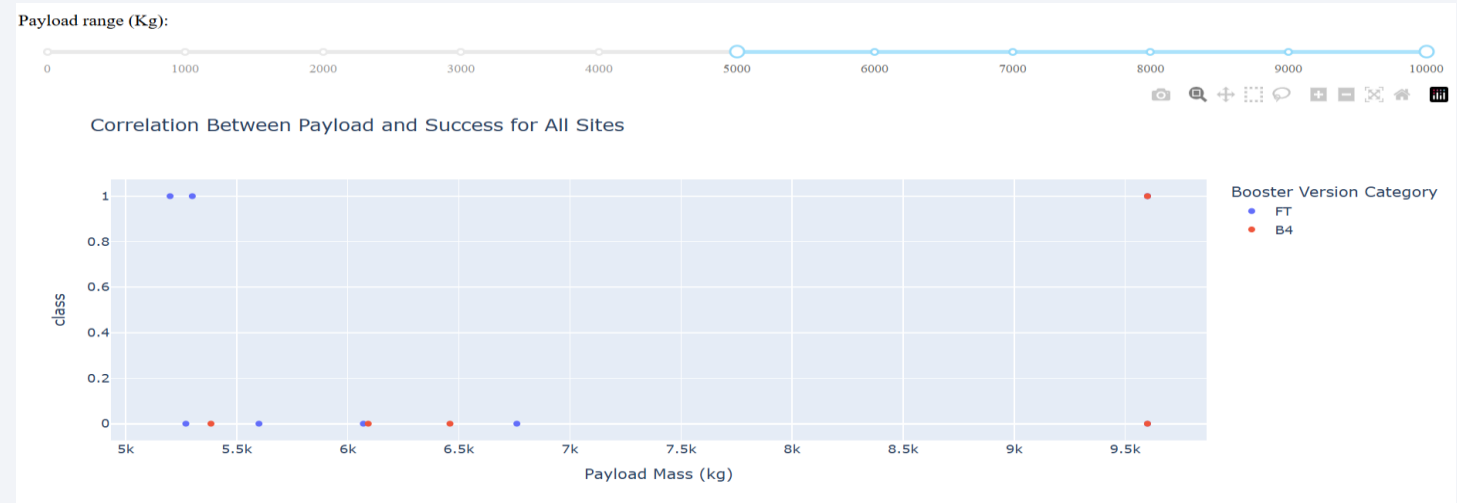 Payload range (Kg):
0 1000 2000 3000 4000 5000 6000 7000 8000 9000 10000
Correlation Between Payload and Success for All Sites
1
0.8
0.6
0.4
0.2
0
class
5k 5.5k 6k 6.5k 7k 7.5k 8k 8.5k 9k 9.5k
Payload Mass (kg)
Booster Version Category
FT
B4